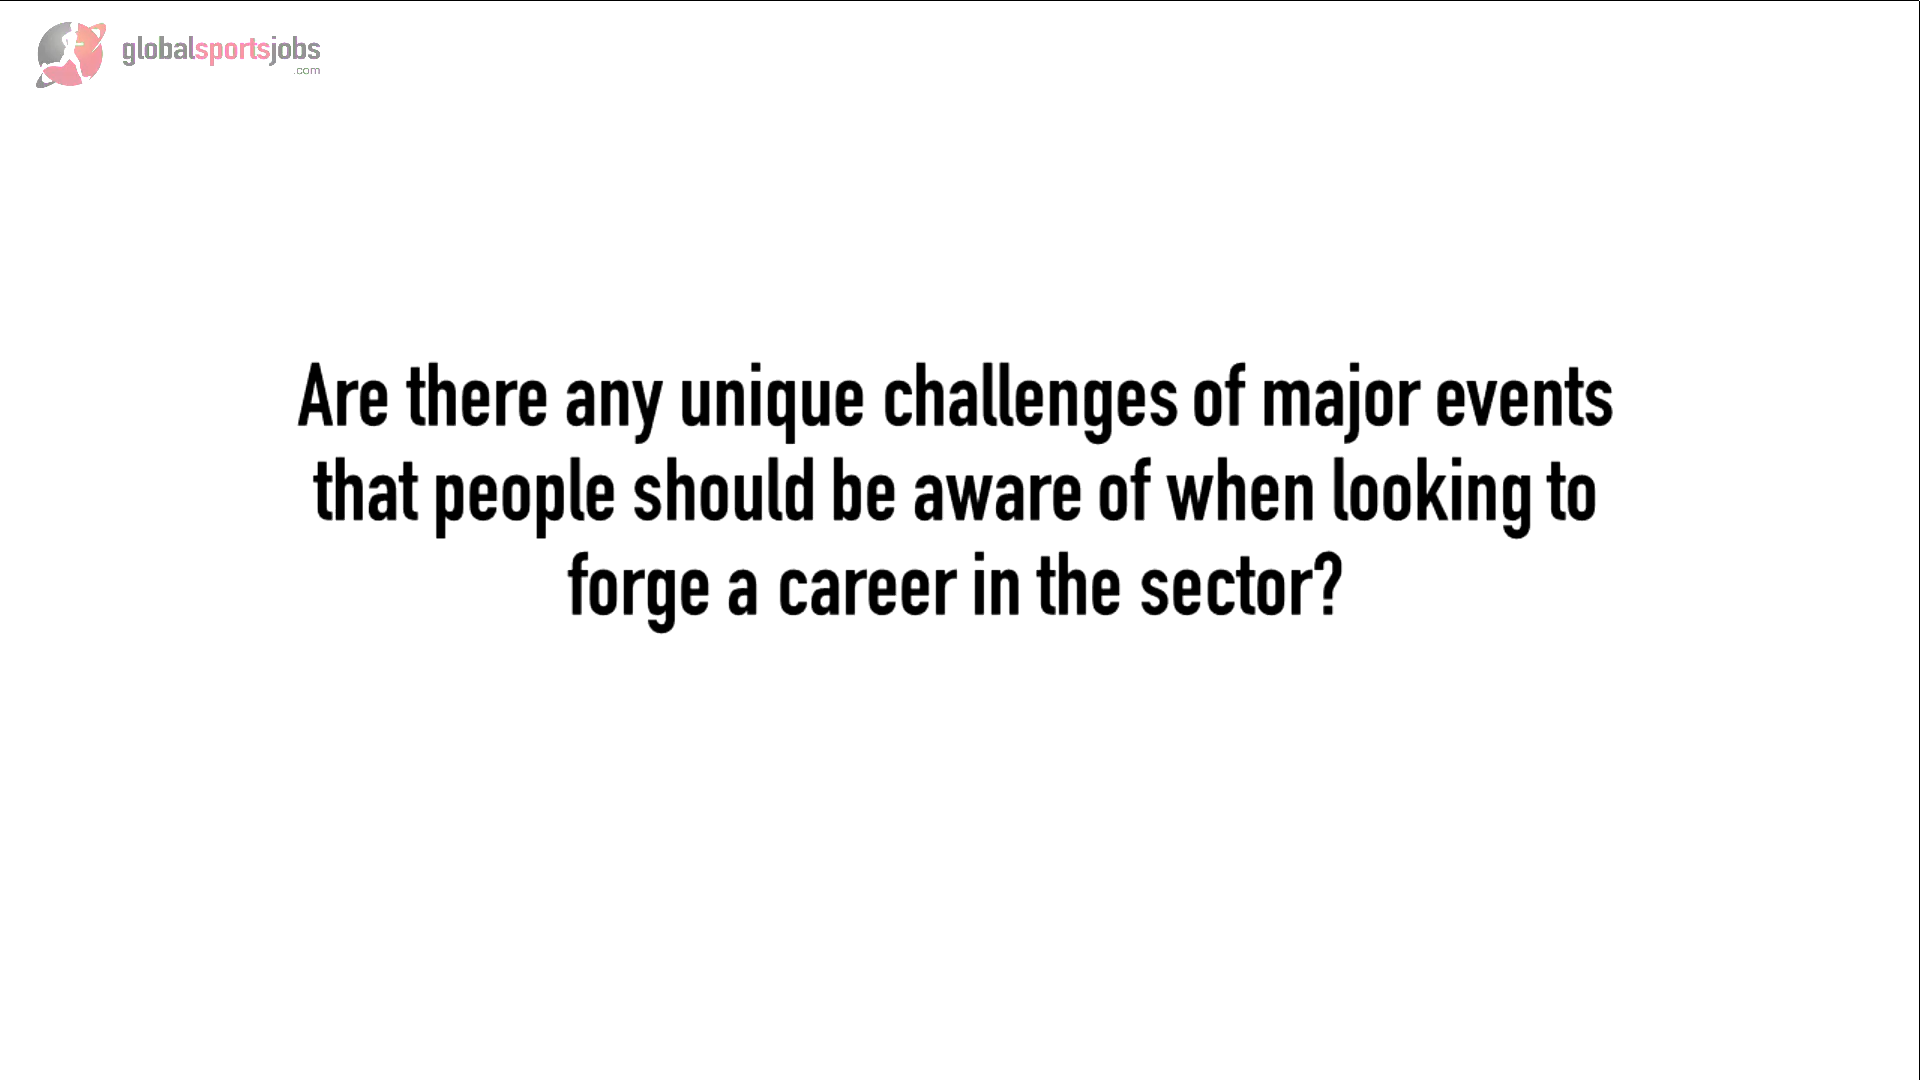 globalsportsjobs
.com
Are there any unique challenges of major events
that people should be aware of when looking to
forge a career in the sector?